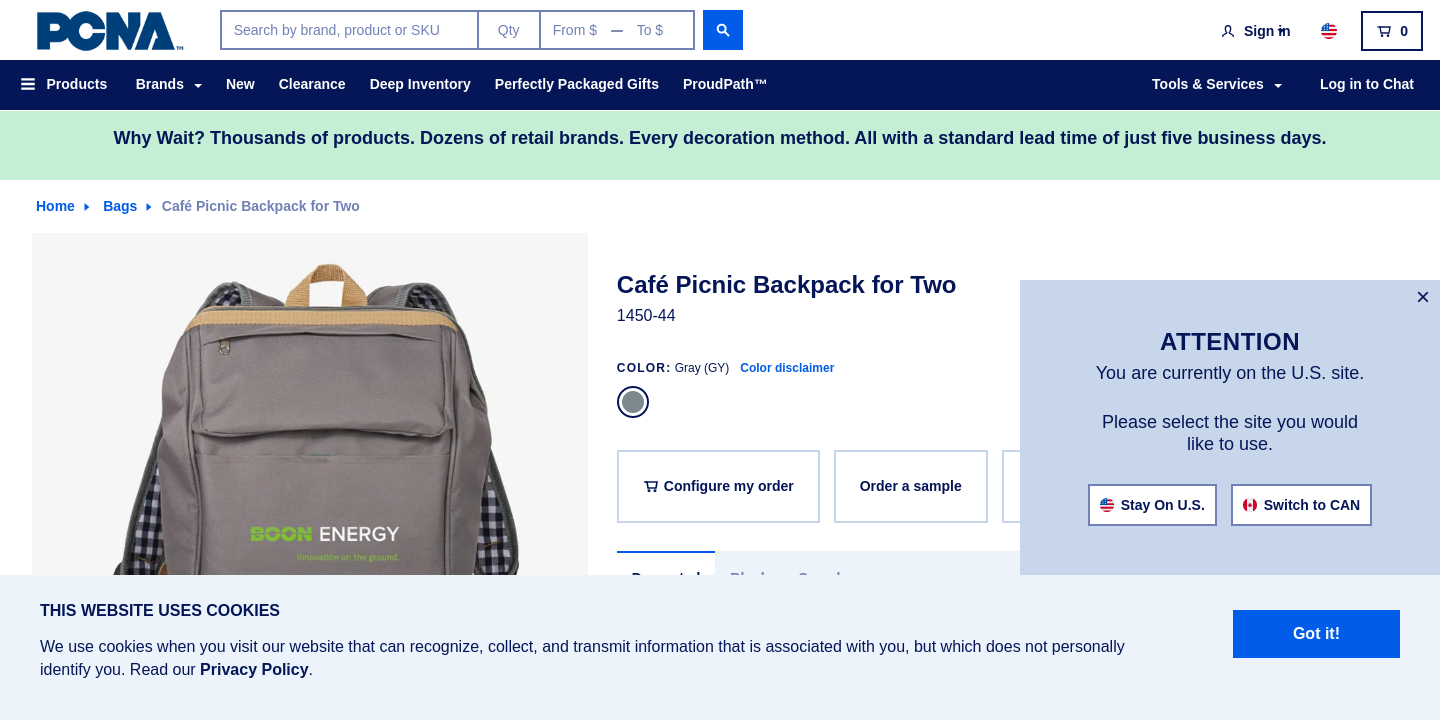 PCNA™
Search by brand, product or SKU
Qty
From $ — To $
Sign in
0
Products
Brands
New
Clearance
Deep Inventory
Perfectly Packaged Gifts
ProudPath™
Tools & Services
Log in to Chat
Why Wait? Thousands of products. Dozens of retail brands. Every decoration method. All with a standard lead time of just five business days.
Home
Bags
Café Picnic Backpack for Two
BOON ENERGY
Innovation on the ground.
Café Picnic Backpack for Two
1450-44
COLOR: Gray (GY) Color disclaimer
Configure my order
Order a sample
×
ATTENTION
You are currently on the U.S. site.
Please select the site you would
like to use.
Stay On U.S.
Switch to CAN
THIS WEBSITE USES COOKIES
We use cookies when you visit our website that can recognize, collect, and transmit information that is associated with you, but which does not personally
identify you. Read our Privacy Policy.
Got it!